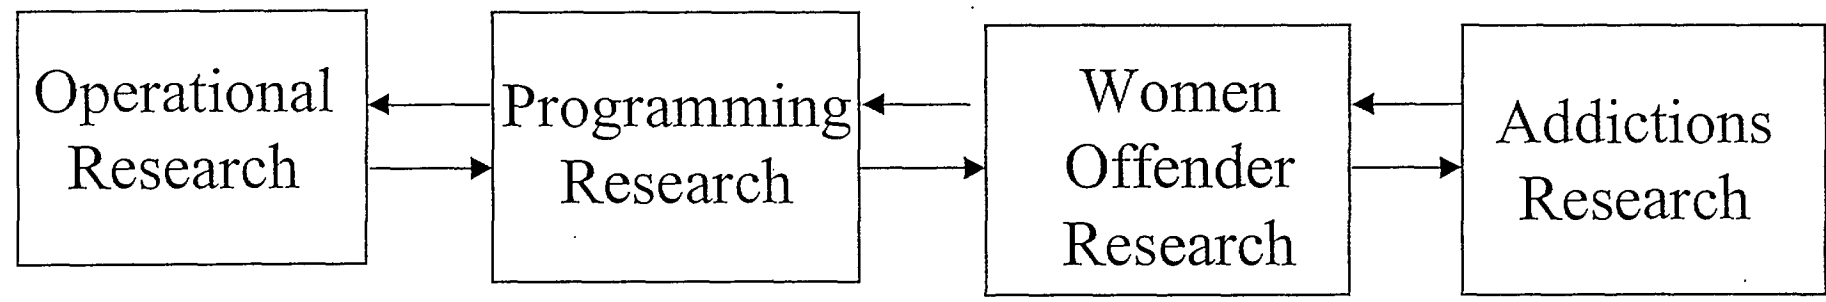 Operational
Research
Programming
Research
Women
Offender
Research
Addictions
Research